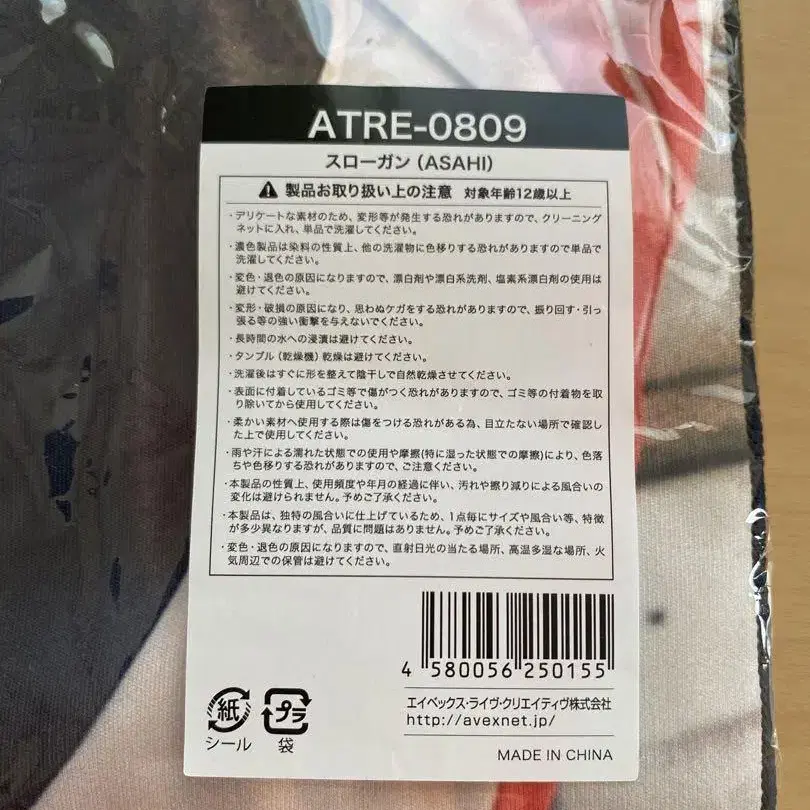 ATRE-0809
スローガン（ASAHI）
製品お取り扱い上の注意 対象年齢12歳以上
・デリケートな素材のため、変形等が発生する恐れがありますので、クリーニング
ネットに入れ、単品で洗濯してください。
・濃色製品は染料の性質上、他の洗濯物に色移りする恐れがありますので単品で
洗濯してください。
・変色・退色の原因になりますので、漂白剤や漂白系洗剤、塩素系漂白剤の使用は
避けてください。
・変形・破損の原因になり、思わぬケガをする恐れがありますので、振り回す・引っ
張る等の強い衝撃を与えないでください。
・長時間の水への浸漬は避けてください。
・タンブル（乾燥機）乾燥は避けてください。
・洗濯後はすぐに形を整えて陰干しで自然乾燥させてください。
・表面に付着しているゴミ等で傷がつく恐れがありますので、ゴミ等の付着物を取
り除いてから使用してください。
・柔かい素材へ使用する際は傷をつける恐れがある為、目立たない場所で確認し
た上で使用してください。
・雨や汗による濡れた状態での使用や摩擦（特に湿った状態での摩擦）により、色落
ちや色移りする恐れがありますので、ご注意ください。
・本製品の性質上、使用頻度や年月の経過に伴い、汚れや擦り減りによる風合いの
変化は避けられません。予めご了承ください。
・本製品は、独特の風合いに仕上げているため、1点毎にサイズや風合い等、特徴
が多少異なりますが、品質に問題はありません。予めご了承ください。
・変色・退色の原因になりますので、直射日光の当たる場所、高温多湿な場所、火
気周辺での保管は避けてください。
4 580056 250155
エイベックス・ライヴ・クリエイティヴ株式会社
http://avexnet.jp/
紙
シール
プラ
袋
MADE IN CHINA